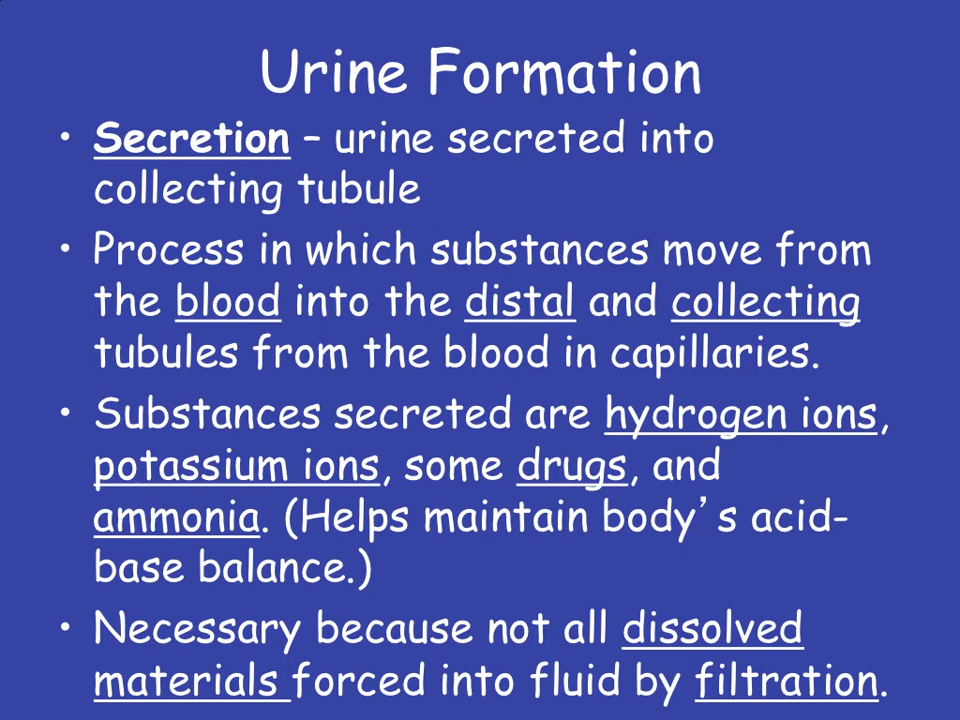 Urine Formation
• Secretion – urine secreted into
collecting tubule
• Process in which substances move from
the blood into the distal and collecting
tubules from the blood in capillaries.
• Substances secreted are hydrogen ions,
potassium ions, some drugs, and
ammonia. (Helps maintain body’s acid-
base balance.)
• Necessary because not all dissolved
materials forced into fluid by filtration.